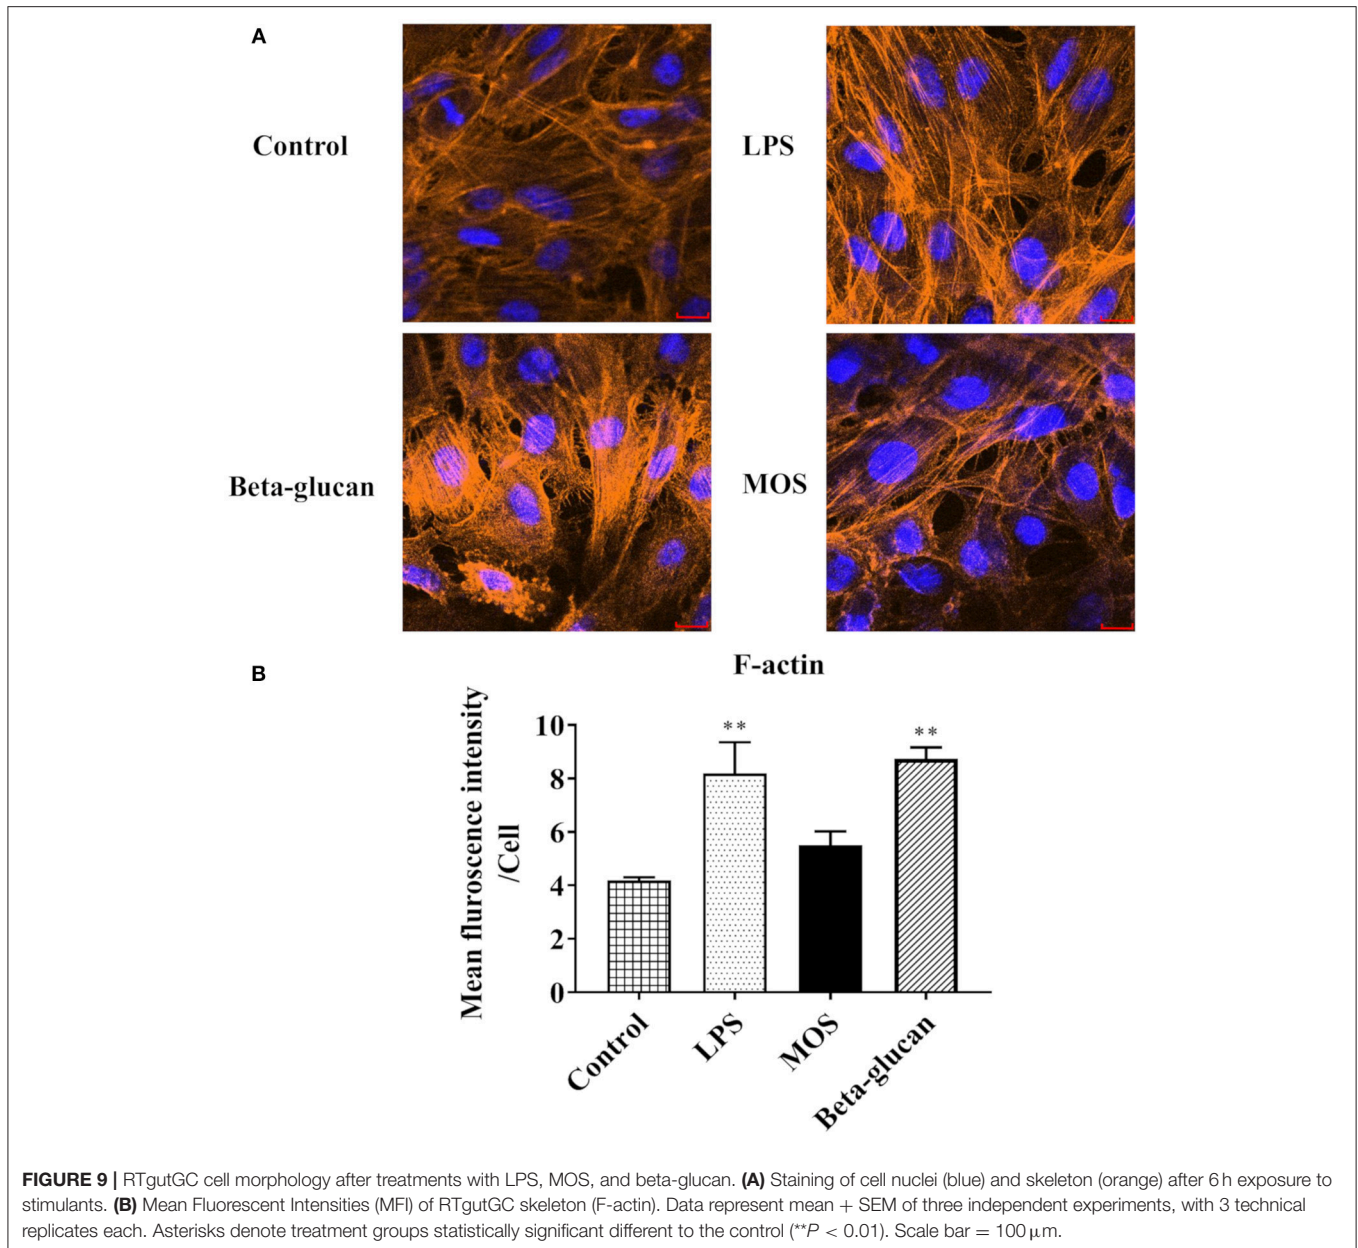 A
Control
LPS
Beta-glucan
MOS
B
F-actin
Mean fluroscence intensity
/Cell
10
8
6
4
2
0
**
**
Control
LPS
MOS
Beta-glucan
FIGURE 9 | RTgutGC cell morphology after treatments with LPS, MOS, and beta-glucan. (A) Staining of cell nuclei (blue) and skeleton (orange) after 6 h exposure to
stimulants. (B) Mean Fluorescent Intensities (MFI) of RTgutGC skeleton (F-actin). Data represent mean + SEM of three independent experiments, with 3 technical
replicates each. Asterisks denote treatment groups statistically significant different to the control (**P < 0.01). Scale bar = 100 μm.